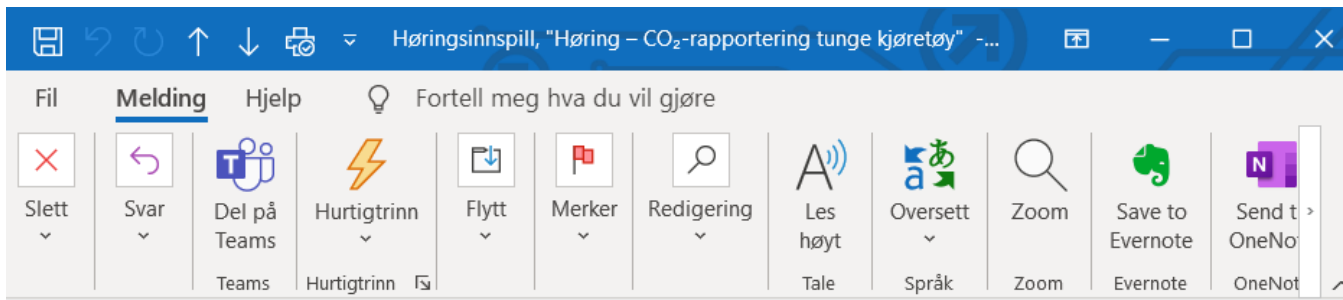 Høringsinnspill, "Høring – CO₂-rapportering tunge kjøretøy" -...
Fil Melding Hjelp Fortell meg hva du vil gjøre
Slett Svar Del på Teams Hurtigtrinn Flytt Merker Redigering Les høyt Oversett Zoom Save to Evernote Send t OneNo
Teams Hurtigtrinn Tale Språk Zoom Evernote OneNot